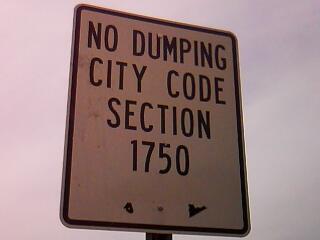 NO DUMPING
CITY CODE
SECTION
1750